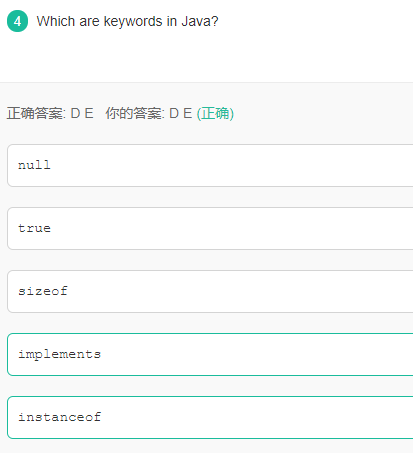 4 Which are keywords in Java?
正确答案: D E 你的答案: D E (正确)
null
true
sizeof
implements
instanceof